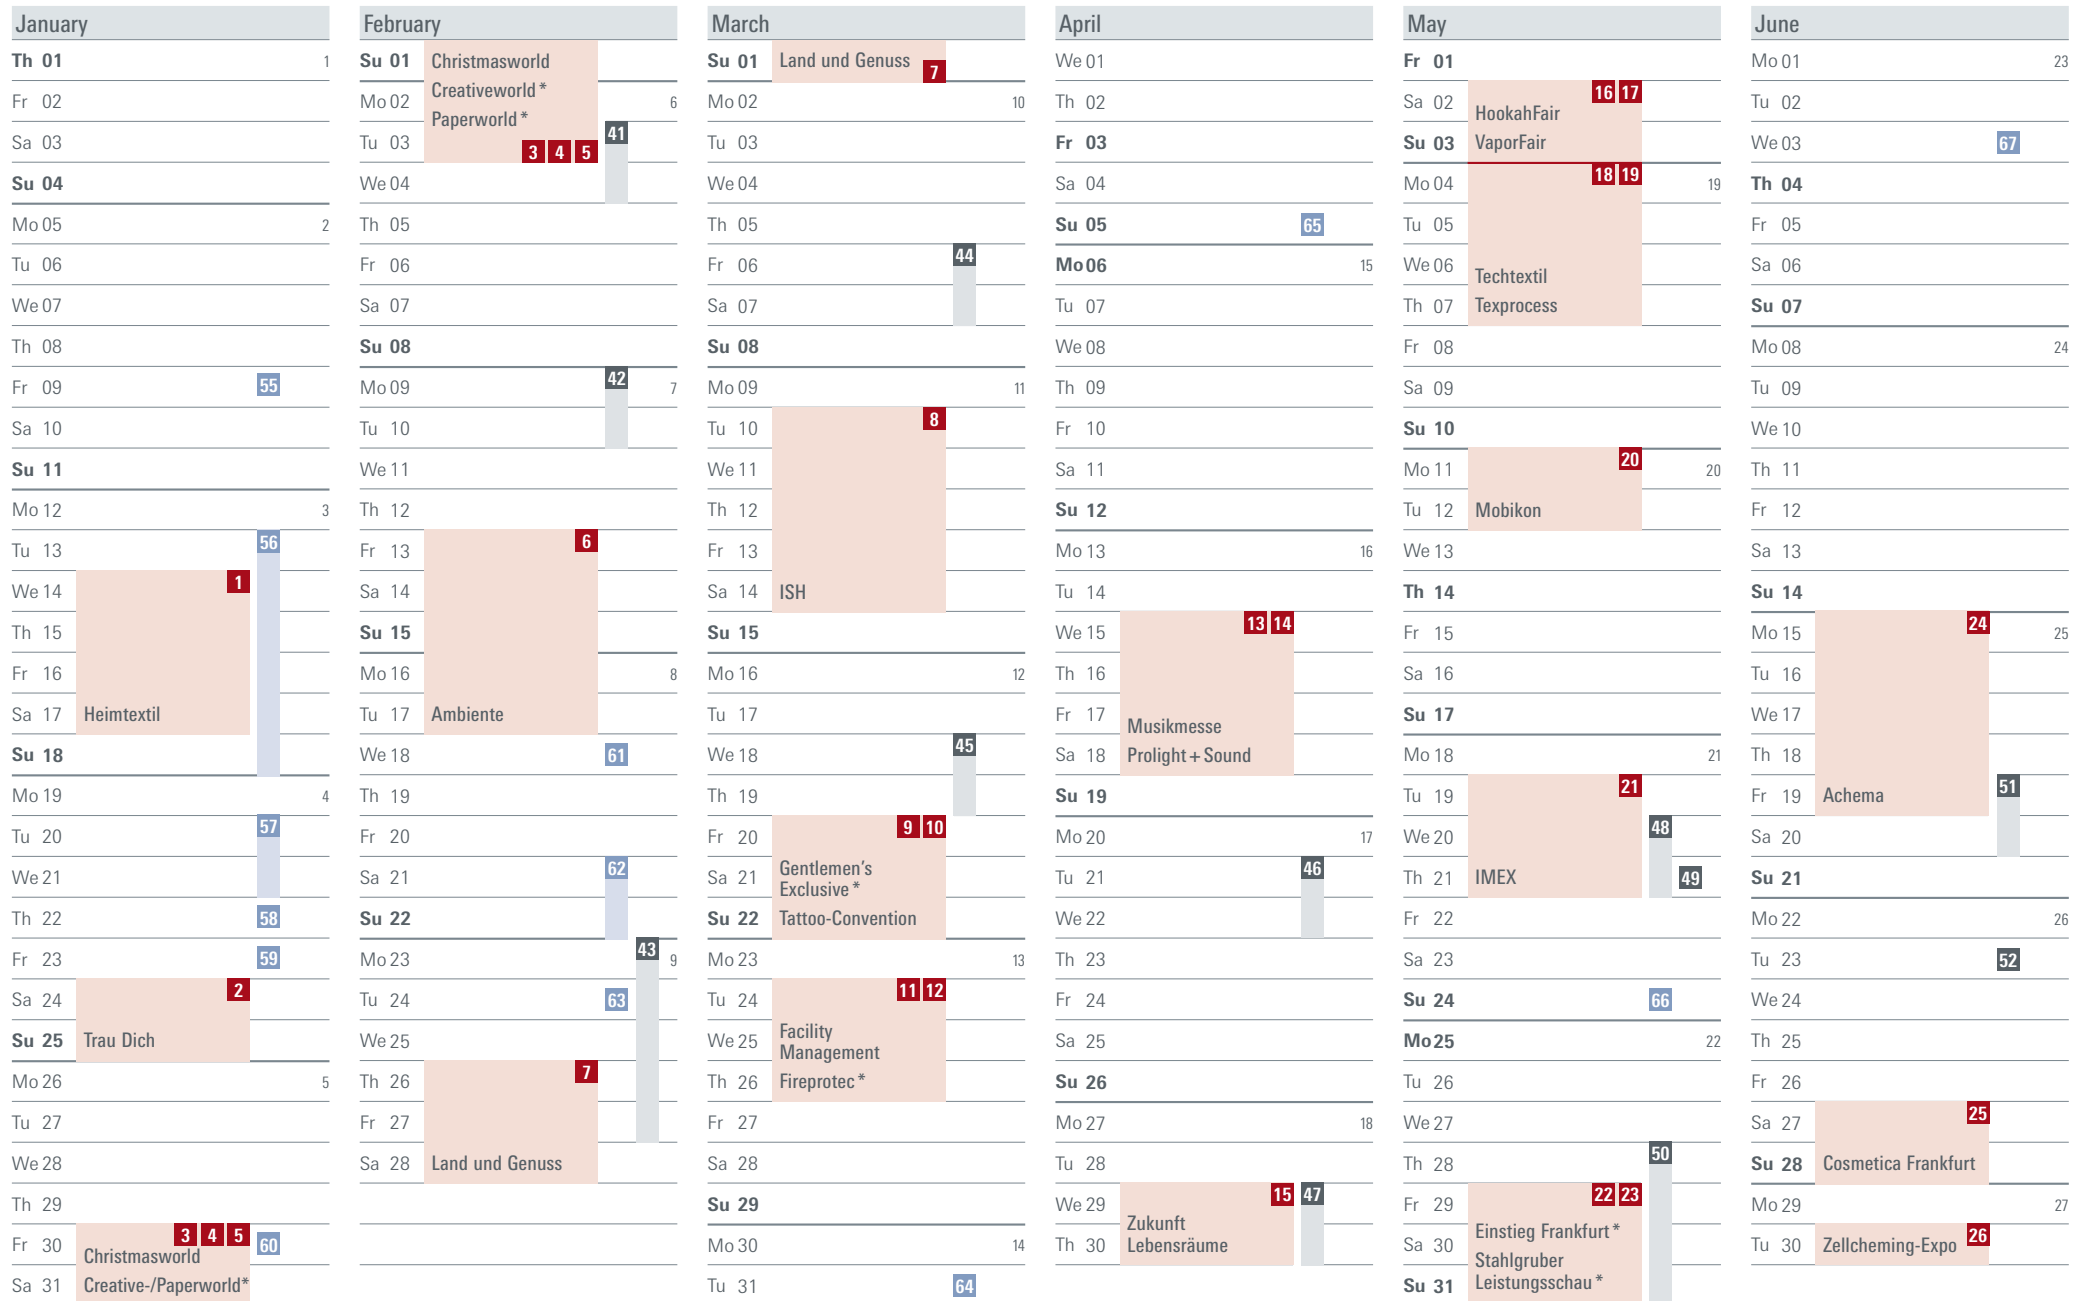 January
Th 01 1
Fr 02
Sa 03
Su 04
Mo 05 2
Tu 06
We 07
Th 08
Fr 09 55
Sa 10
Su 11
Mo 12 3
Tu 13 56
We 14 1
Th 15
Fr 16
Sa 17 Heimtextil
Su 18
Mo 19 4
Tu 20 57
We 21
Th 22 58
Fr 23 59
Sa 24 2
Su 25 Trau Dich
Mo 26 5
Tu 27
We 28
Th 29
Fr 30 3 4 5 60
Christmasworld
Sa 31 Creative-/Paperworld*
February
Su 01 Christmasworld
Creativeworld *
Mo 02 6
Paperworld *
Tu 03 3 4 5 41
We 04
Th 05
Fr 06
Sa 07
Su 08
Mo 09 42 7
Tu 10
We 11
Th 12
Fr 13 6
Sa 14
Su 15
Mo 16 8
Tu 17 Ambiente
We 18 61
Th 19
Fr 20
Sa 21 62
Su 22
Mo 23 43 9
Tu 24 63
We 25
Th 26 7
Fr 27
Sa 28 Land und Genuss
March
Su 01 Land und Genuss 7
Mo 02 10
Tu 03
We 04
Th 05
Fr 06 44
Sa 07
Su 08
Mo 09 11
Tu 10 8
We 11
Th 12
Fr 13
Sa 14 ISH
Su 15
Mo 16 12
Tu 17
We 18 45
Th 19
Fr 20 9 10
Gentlemen's
Sa 21 Exclusive *
Su 22 Tattoo-Convention
Mo 23 13
Tu 24 11 12
Facility
We 25 Management
Th 26 Fireprotec *
Fr 27
Sa 28
Su 29
Mo 30 14
Tu 31 64
April
We 01
Th 02
Fr 03
Sa 04
Su 05 65
Mo 06 15
Tu 07
We 08
Th 09
Fr 10
Sa 11
Su 12
Mo 13 16
Tu 14
We 15 13 14
Th 16
Fr 17 Musikmesse
Sa 18 Prolight + Sound
Su 19
Mo 20 17
Tu 21 46
We 22
Th 23
Fr 24
Sa 25
Su 26
Mo 27 18
Tu 28
We 29 15 47
Zukunft
Th 30 Lebensräume
May
Fr 01
Sa 02 16 17
HookahFair
Su 03 VaporFair
Mo 04 18 19 19
Tu 05
We 06 Techtextil
Th 07 Texprocess
Fr 08
Sa 09
Su 10
Mo 11 20 20
Tu 12 Mobikon
We 13
Th 14
Fr 15
Sa 16
Su 17
Mo 18 21
Tu 19 21
We 20 48
Th 21 IMEX 49
Fr 22
Sa 23
Su 24 66
Mo 25 22
Tu 26
We 27
Th 28 50
Fr 29 22 23
Einstieg Frankfurt *
Sa 30
Stahlgruber
Su 31 Leistungsschau *
June
Mo 01 23
Tu 02
We 03 67
Th 04
Fr 05
Sa 06
Su 07
Mo 08 24
Tu 09
We 10
Th 11
Fr 12
Sa 13
Su 14
Mo 15 24 25
Tu 16
We 17
Th 18
Fr 19 Achema 51
Sa 20
Su 21
Mo 22 26
Tu 23 52
We 24
Th 25
Fr 26
Sa 27 25
Su 28 Cosmetica Frankfurt
Mo 29 27
Tu 30 Zellcheming-Expo 26